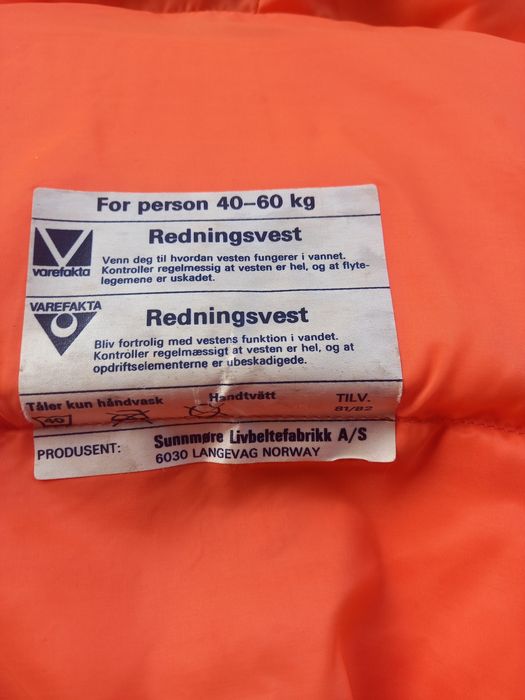 For person 40-60 kg
varefakta
Redningsvest
Venn deg til hvordan vesten fungerer i vannet.
Kontroller regelmessig at vesten er hel, og at flyte-
legemene er uskadet.
VAREFAKTA
Redningsvest
Bliv fortrolig med vestens funktion i vandet.
Kontroller regelmæssigt at vesten er hel, og at
opdriftselementerne er ubeskadigede.
Tåler kun håndvask Handtvätt TILV.
40 81/82
PRODUSENT: Sunnmøre Livbeltefabrikk A/S
6030 LANGEVAG NORWAY